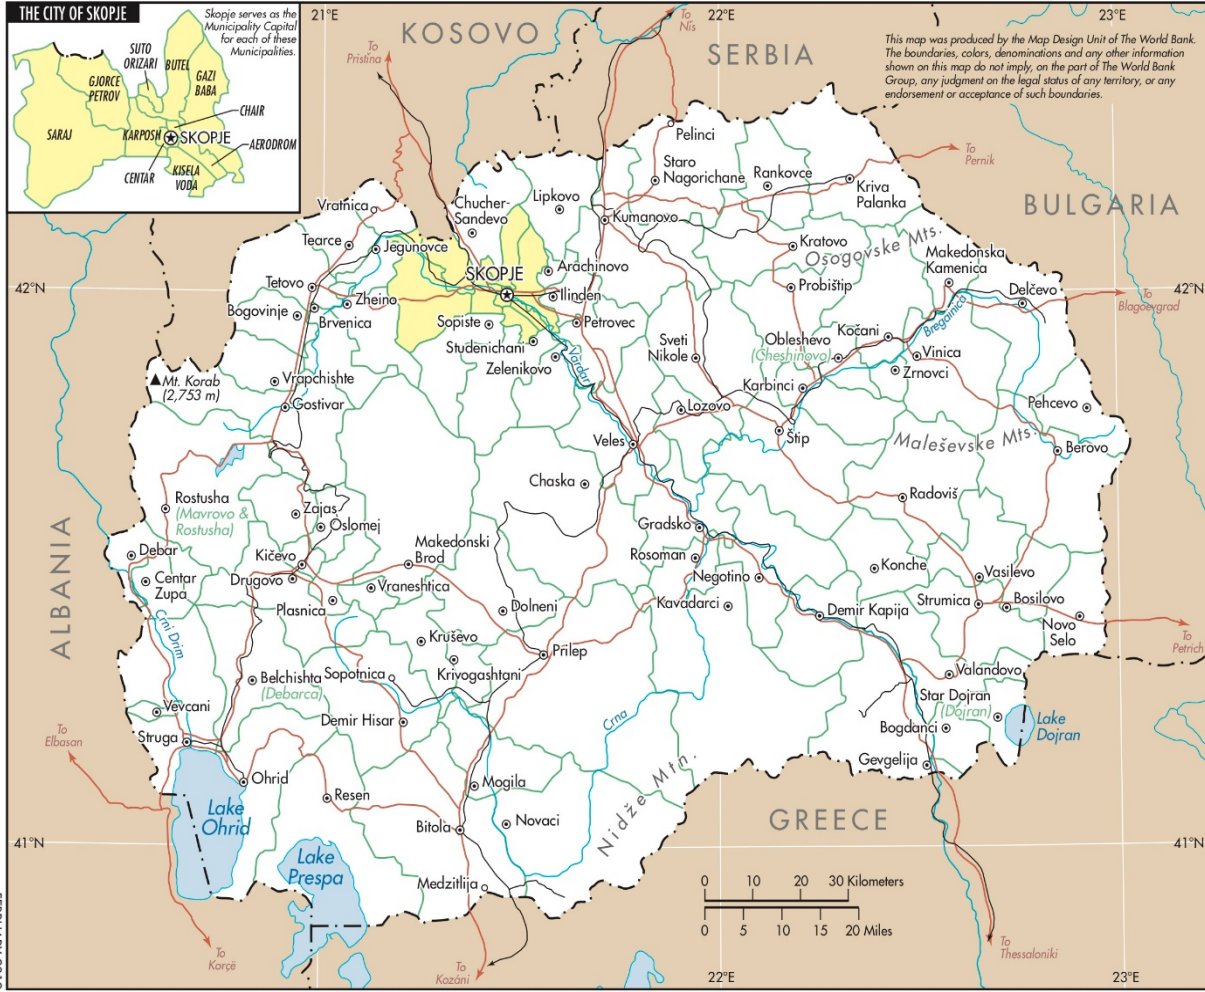 THE CITY OF SKOPJE
Skopje serves as the
Municipality Capital
for each of these
Municipalities.
SUTO
ORIZARI
BUTEL
GAZI
BABA
GJORCE
PETROV
CHAIR
SARAJ
KARPOSH
SKOPJE
AERODROM
CENTAR
KISELA
VODA
21°E
22°E
23°E
KOSOVO
SERBIA
BULGARIA
To
Pristina
To
Nis
This map was produced by the Map Design Unit of The World Bank.
The boundaries, colors, denominations and any other information
shown on this map do not imply, on the part of The World Bank
Group, any judgment on the legal status of any territory, or any
endorsement or acceptance of such boundaries.
Pelinci
To
Pernik
Staro
Nagorichane
Rankovce
Kriva
Palanka
Vratnica
Chucher-
Sandevo
Lipkovo
Kumanovo
Tearce
Jegunovce
Kratovo
Osogovske Mts.
Makedonska
Kamenica
SKOPJE
Arachinovo
42°N
Tetovo
Zheino
Ilinden
Probištip
Delčevo
42°N
To
Blagoevgrad
Bogovinje
Brvenica
Sopiste
Petrovec
Bregalnica
Studenichani
Zelenikovo
Vardar
Sveti
Nikole
Obleshevo
(Cheshinovo)
Kočani
Vinica
Zrnovci
Mt. Korab
(2,753 m)
Vrapchishte
Karbinci
Gostivar
Lozovo
Pehcevo
Veles
Štip
Maleševske Mts.
Berovo
Chaska
Rostusha
(Mavrovo &
Rostusha)
Zajas
Oslomej
Radoviš
Gradsko
ALBANIA
Debar
Kičevo
Makedonski
Brod
Rosoman
Centar
Zupa
Drugovo
Vraneshtica
Negotino
Konche
Vasilevo
Plasnica
Dolneni
Kavadarci
Demir Kapija
Strumica
Bosilovo
Novo
Selo
To
Petrich
Crni Drim
Kruševo
Prilep
Belchishta
(Debarca)
Sopotnica
Krivogashtani
Valandovo
Vevcani
Demir Hisar
Crna
Star Dojran
(Dojran)
Lake
Dojran
To
Elbasan
Struga
Bogdanci
Gevgelija
Ohrid
Mogila
Nidže Mtn.
Resen
Lake
Ohrid
Bitola
Novaci
GREECE
41°N
41°N
Lake
Prespa
Medzitlija
0 10 20 30 Kilometers
0 5 10 15 20 Miles
To
Korçë
To
Kozáni
To
Thessaloniki
22°E
23°E